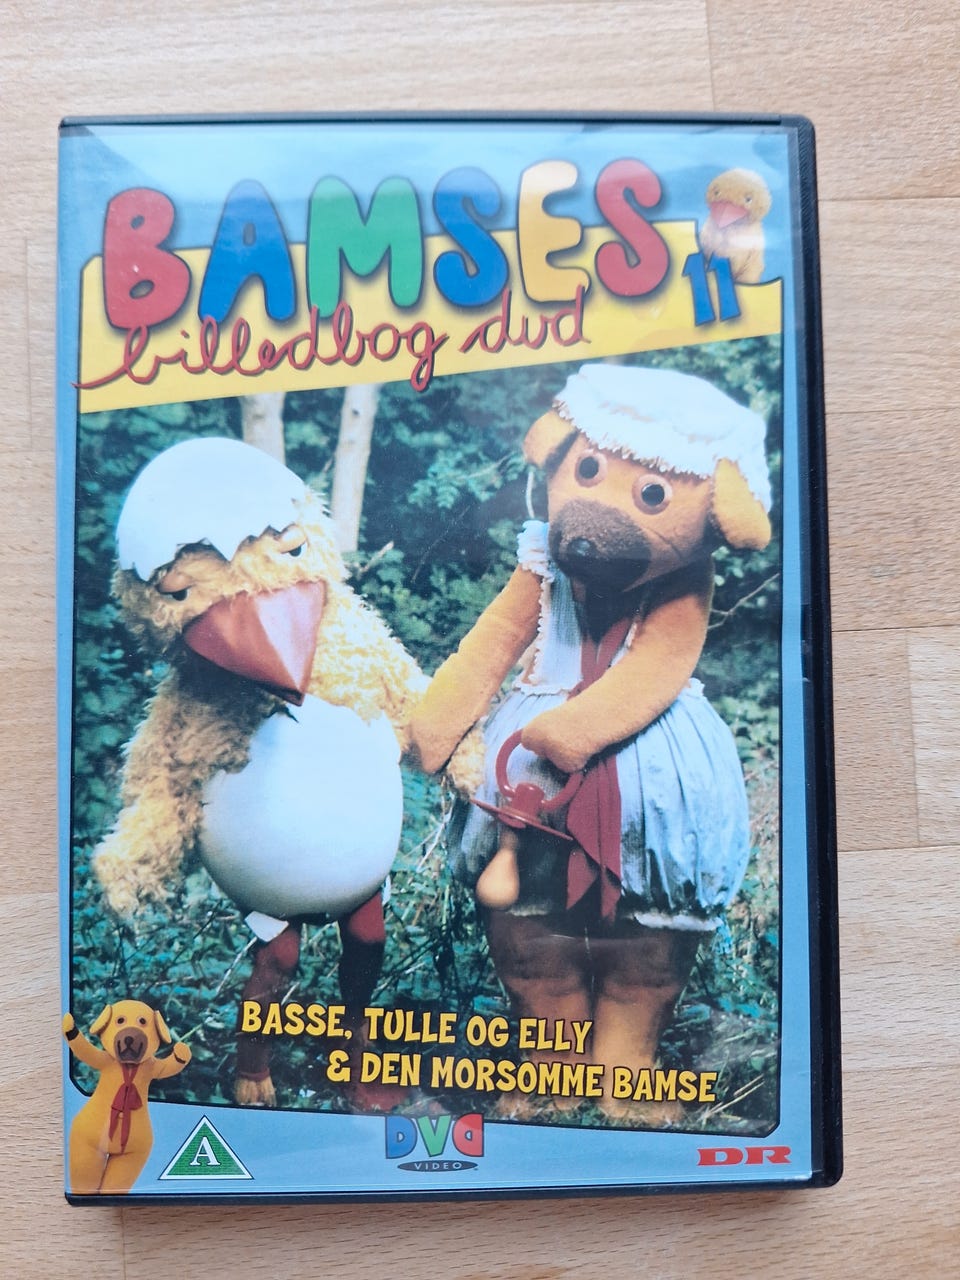 BAMSES
billedbog dvd
11
BASSE, TULLE OG ELLY
& DEN MORSOMME BAMSE
A
DVD
VIDEO
DR